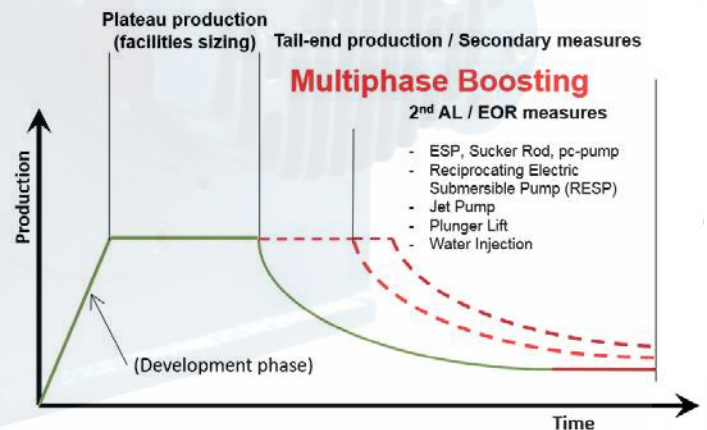 Plateau production
(facilities sizing)
Tail-end production / Secondary measures
Multiphase Boosting
2nd AL / EOR measures
- ESP, Sucker Rod, pc-pump
- Reciprocating Electric
Submersible Pump (RESP)
- Jet Pump
- Plunger Lift
- Water Injection
Production
(Development phase)
Time